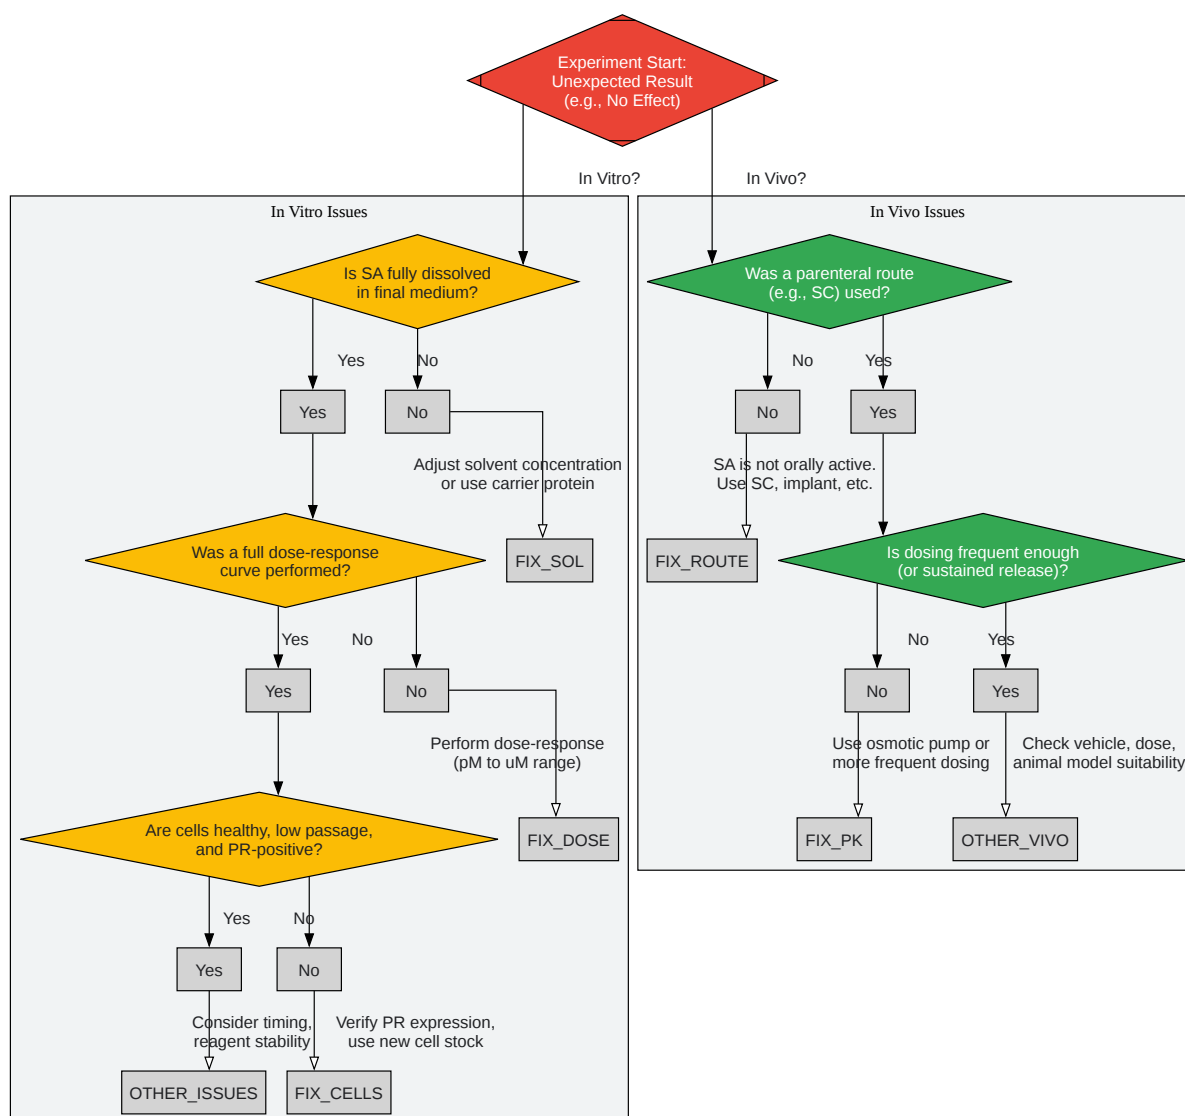 Experiment Start:
Unexpected Result
(e.g., No Effect)
In Vitro?
In Vivo?
In Vitro Issues
Is SA fully dissolved
in final medium?
Yes
No
Yes
No
Adjust solvent concentration
or use carrier protein
FIX_SOL
Was a full dose-response
curve performed?
Yes
No
Yes
No
Perform dose-response
(pM to uM range)
FIX_DOSE
Are cells healthy, low passage,
and PR-positive?
Yes
No
Yes
No
Consider timing,
reagent stability
Verify PR expression,
use new cell stock
OTHER_ISSUES
FIX_CELLS
In Vivo Issues
Was a parenteral route
(e.g., SC) used?
No
Yes
No
Yes
SA is not orally active.
Use SC, implant, etc.
FIX_ROUTE
Is dosing frequent enough
(or sustained release)?
No
Yes
No
Yes
Use osmotic pump or
more frequent dosing
Check vehicle, dose,
animal model suitability
FIX_PK
OTHER_VIVO